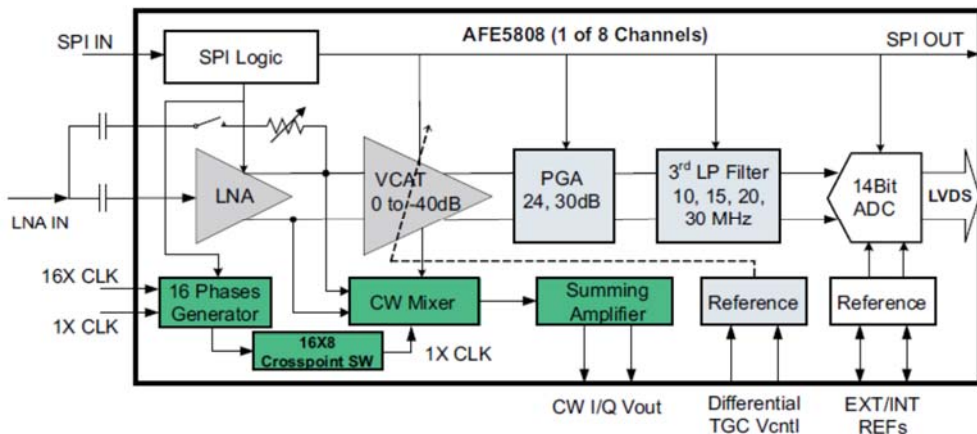 AFE5808 (1 of 8 Channels)
SPI IN
SPI OUT
SPI Logic
LNA IN
LNA
VCAT
0 to -40dB
PGA
24, 30dB
3rd LP Filter
10, 15, 20,
30 MHz
14Bit
ADC
LVDS
16X CLK
1X CLK
16 Phases
Generator
CW Mixer
Summing
Amplifier
Reference
Reference
16X8
Crosspoint SW
1X CLK
CW I/Q Vout
Differential
TGC Vcntl
EXT/INT
REFs